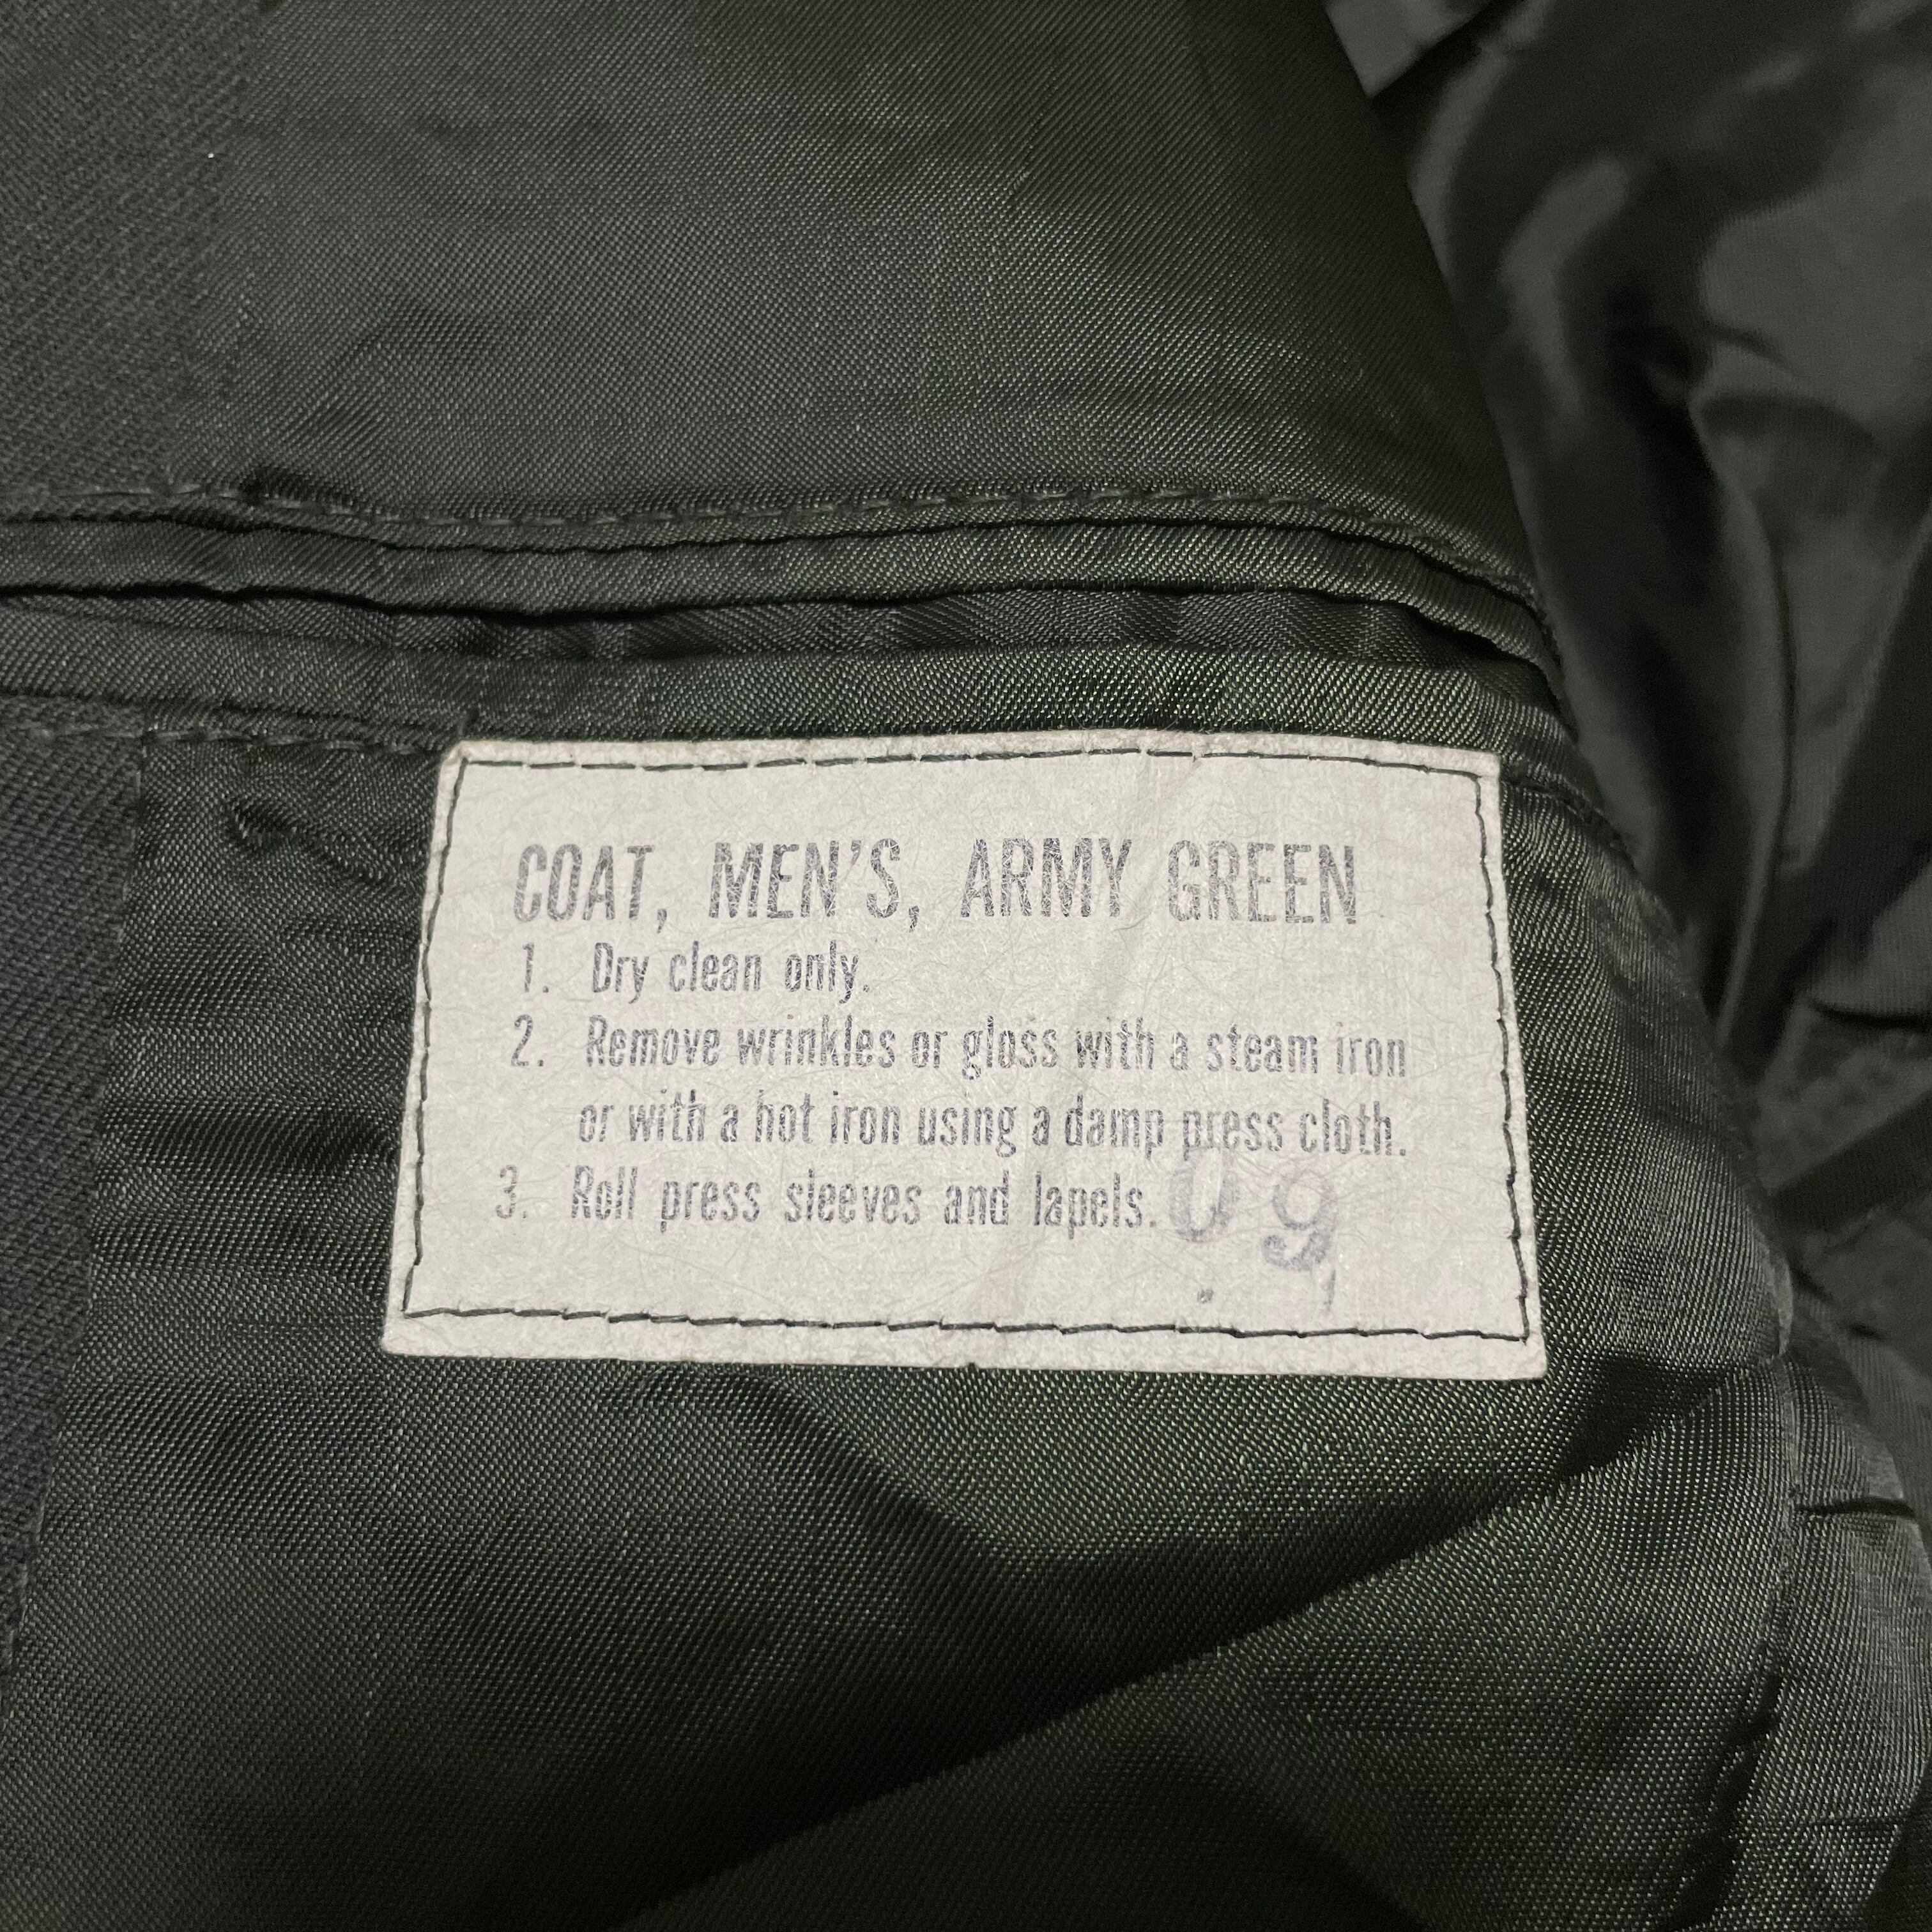 COAT, MEN'S, ARMY GREEN
1. Dry clean only.
2. Remove wrinkles or gloss with a steam iron
or with a hot iron using a damp press cloth.
3. Roll press sleeves and lapels.
09